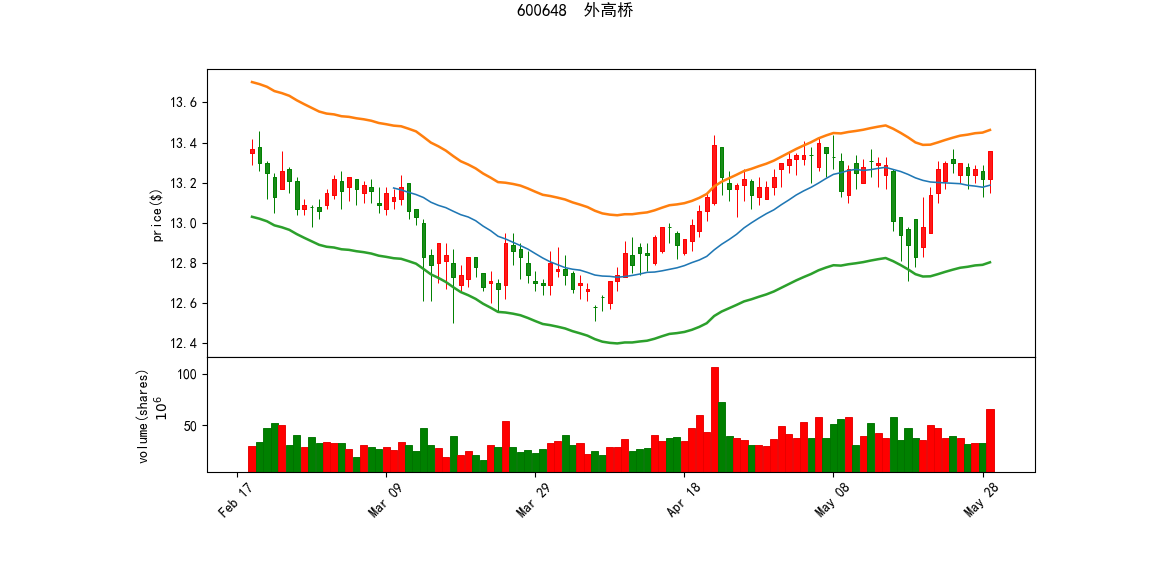 600648 外高桥
13.6
13.4
13.2
13.0
12.8
12.6
12.4
price($)
100
50
volume(shares)
10^6
Feb 17
Mar 09
Mar 29
Apr 18
May 08
May 28